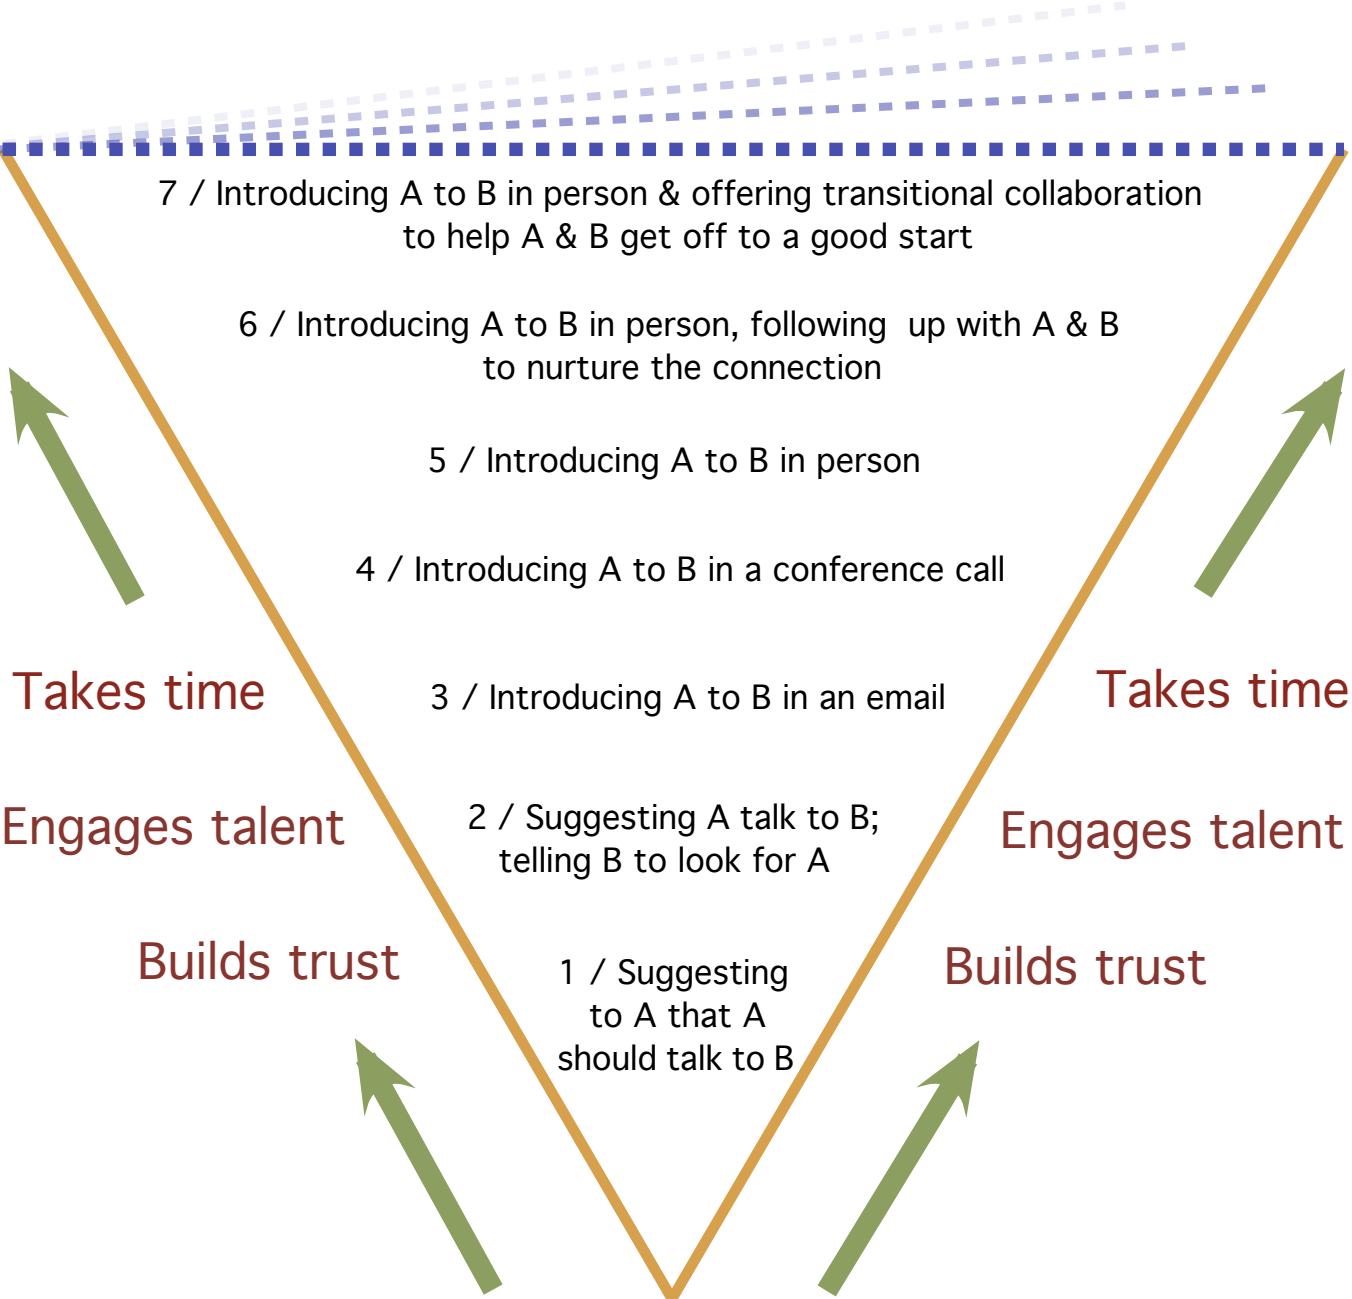 7 / Introducing A to B in person & offering transitional collaboration
to help A & B get off to a good start
6 / Introducing A to B in person, following  up with A & B
to nurture the connection
5 / Introducing A to B in person
4 / Introducing A to B in a conference call
Takes time
3 / Introducing A to B in an email
Takes time
Engages talent
2 / Suggesting A talk to B;
telling B to look for A
Engages talent
Builds trust
1 / Suggesting
to A that A
should talk to B
Builds trust